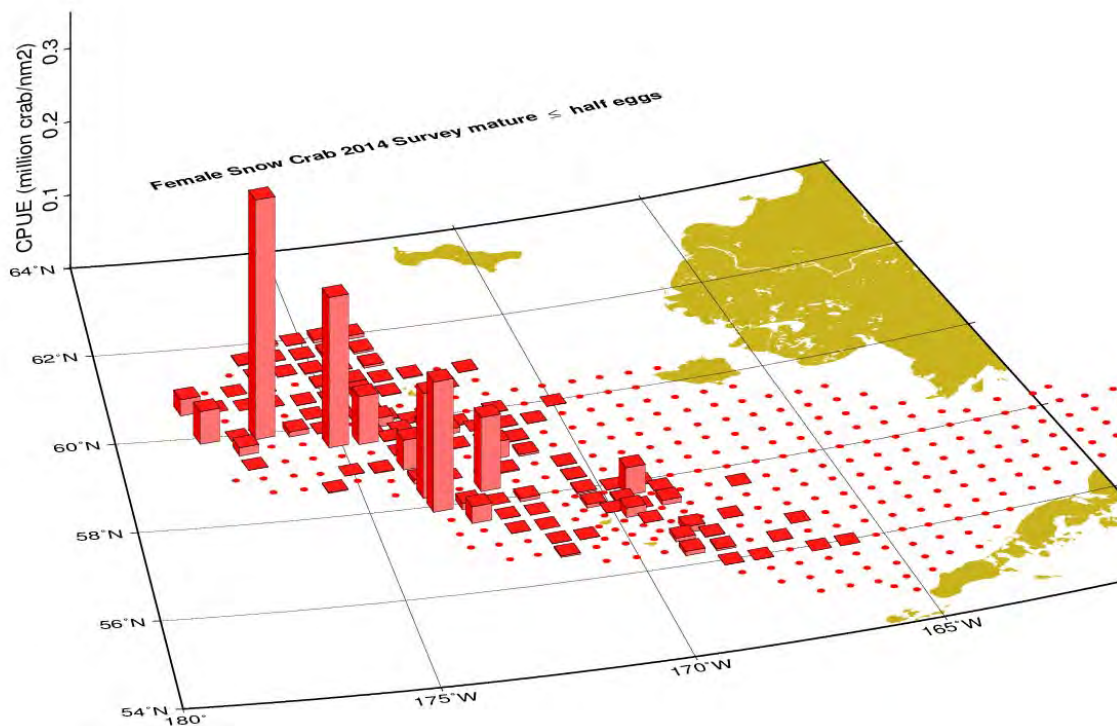 CPUE (million crab/nm2)
0.3
0.2
0.1
Female Snow Crab 2014 Survey mature ≤ half eggs
64˚N
62˚N
60˚N
58˚N
56˚N
54˚N
180˚
175˚W
170˚W
165˚W